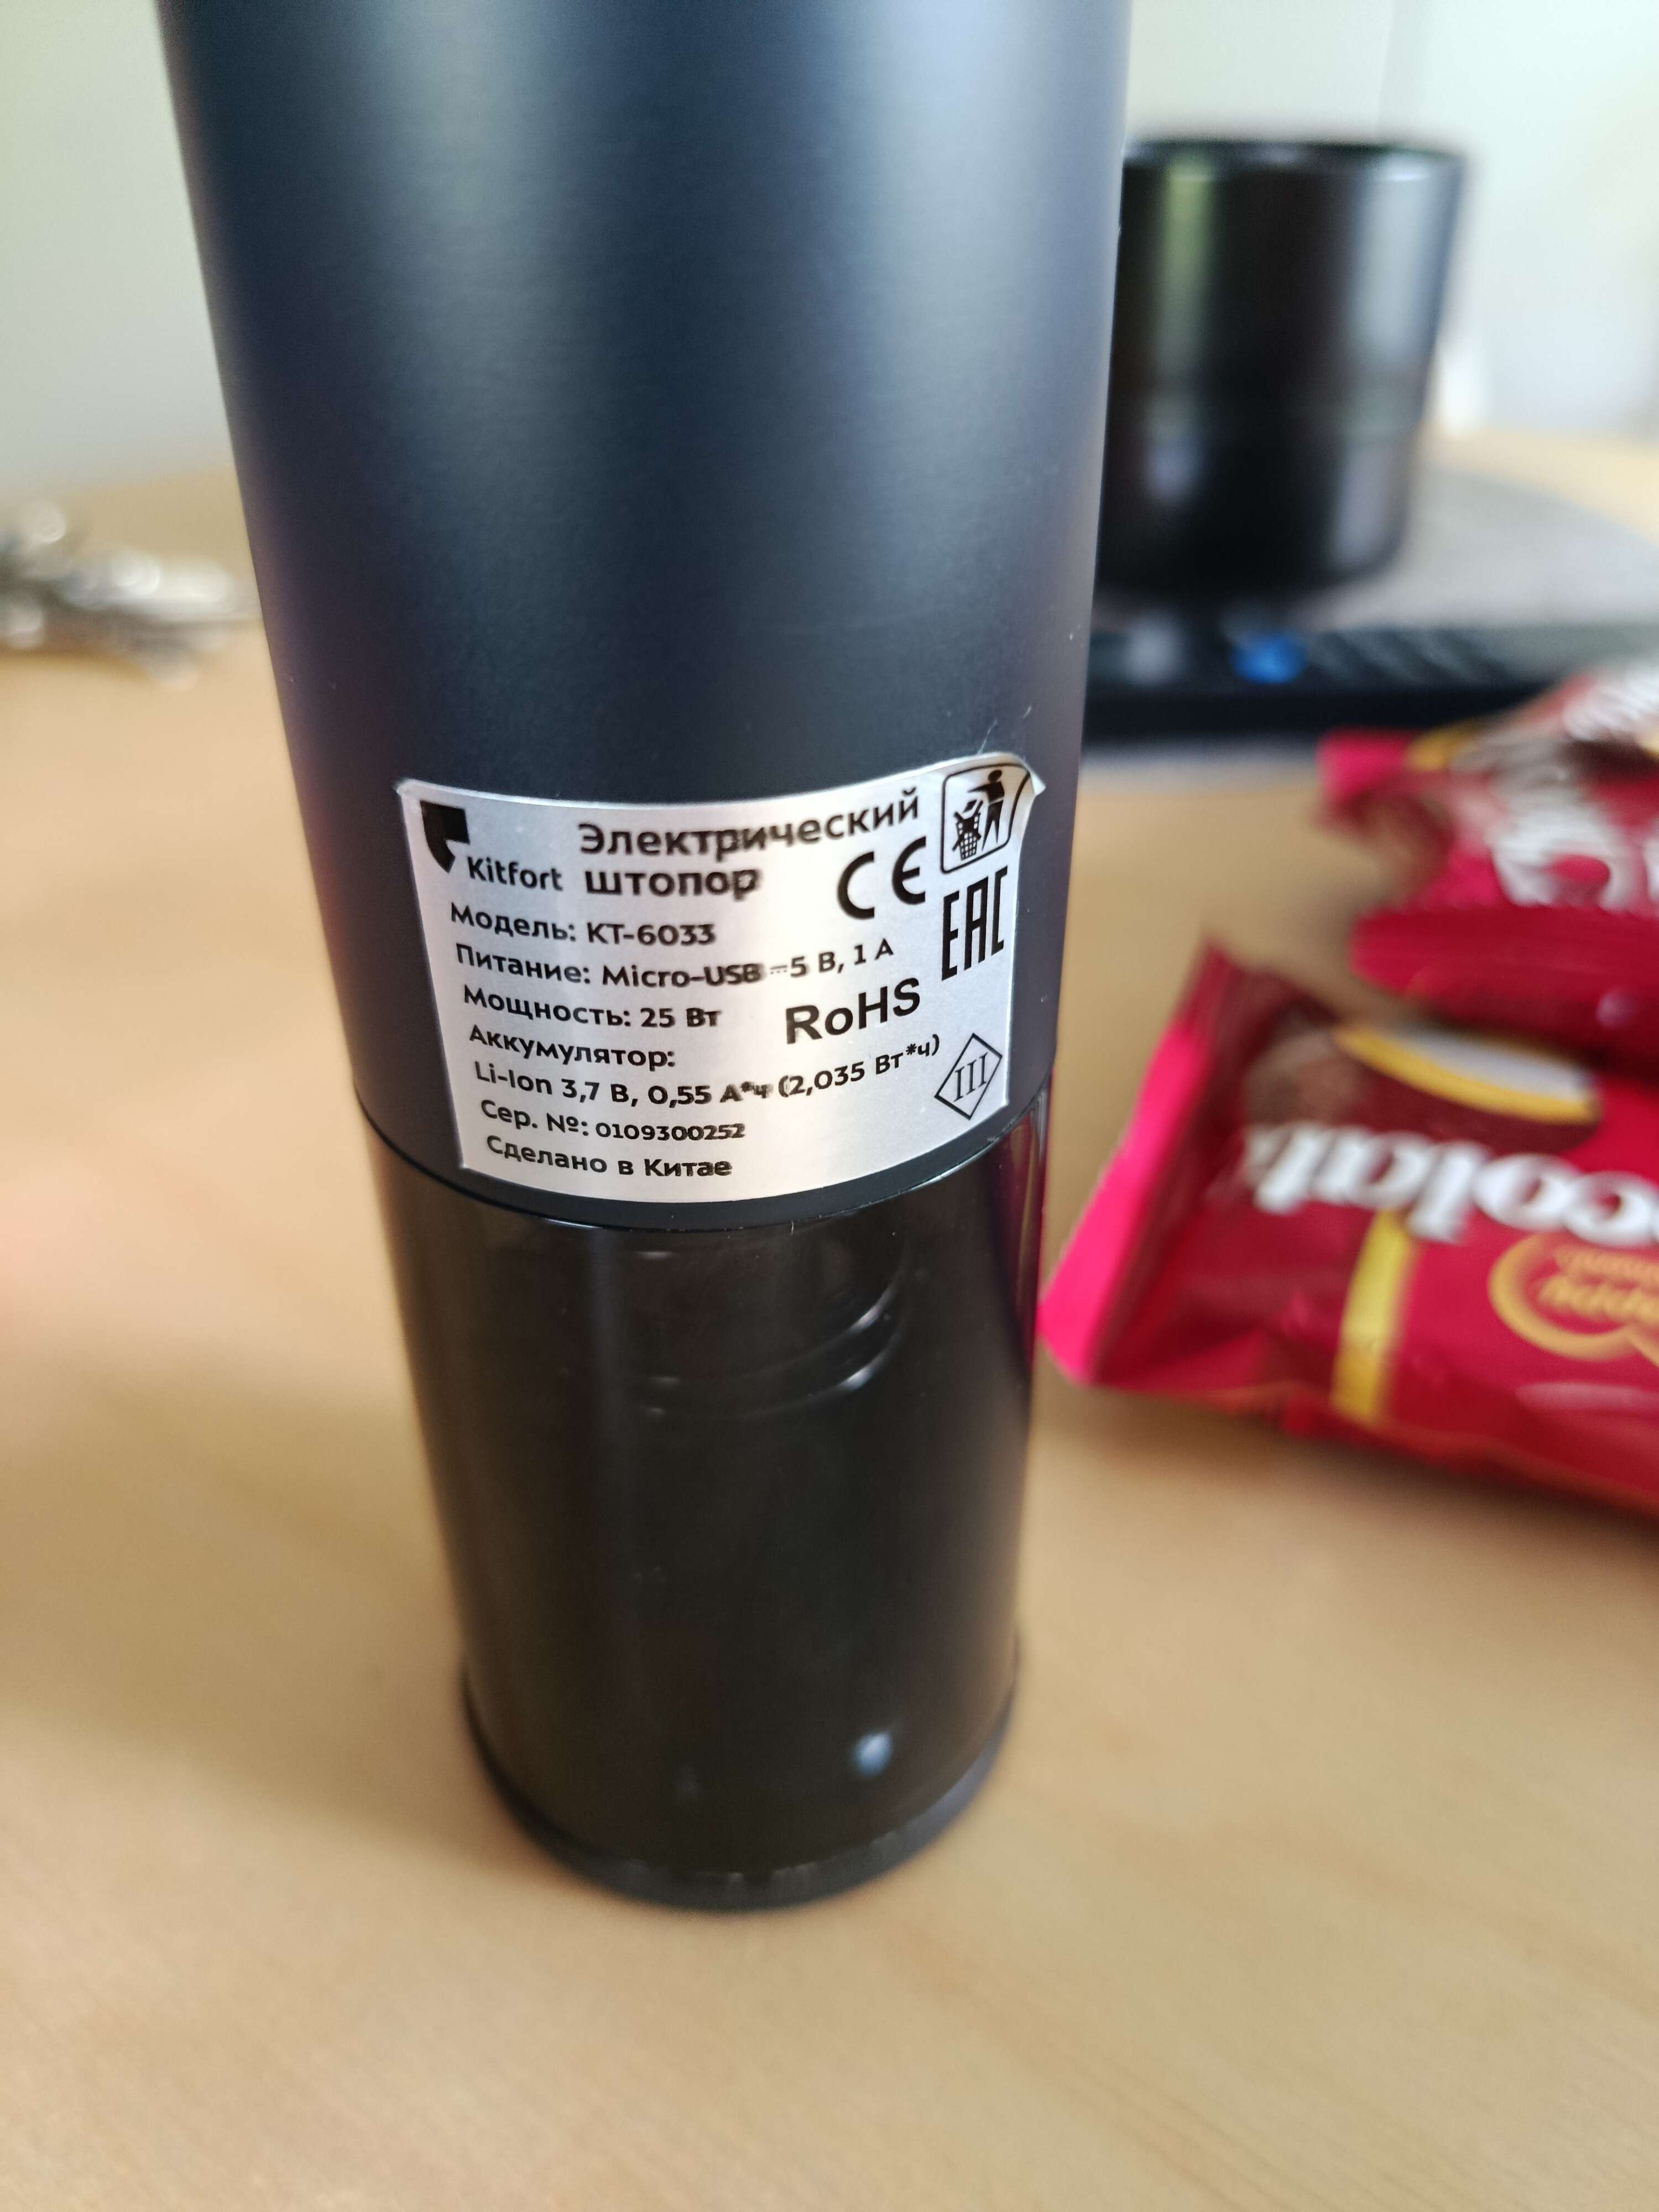 Kitfort
Электрический
штопор
CE
EAC
Модель: КТ-6033
Питание: Micro-USB ⎓5 В, 1 А
Мощность: 25 Вт
RoHS
Аккумулятор:
Li-Ion 3,7 В, 0,55 А*ч (2,035 Вт*ч)
III
Сер. №: 0109300252
Сделано в Китае